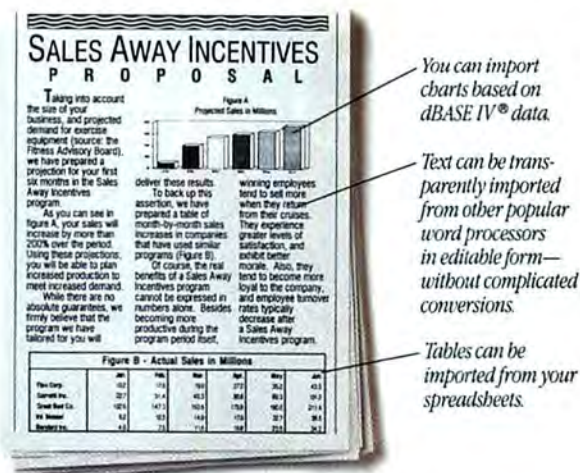 SALES AWAY INCENTIVES
PROPOSAL
Taking into account
the size of your
business, and projected
demand for exercise
equipment (source: the
Fitness Advisory Board),
we have prepared a
projection for your first
six months in the Sales
Away Incentives
program.
As you can see in
figure A, your sales will
increase by more than
200% over the period.
Using these projections,
you will be able to plan
increased production to
meet increased demand.
While there are no
absolute guarantees, we
firmly believe that the
program we have
tailored for you will
Figure A
Projected Sales in Millions
deliver these results.
To back up this
assertion, we have
prepared a table of
month-by-month sales
increases in companies
that have used similar
programs (Figure B).
Of course, the real
benefits of a Sales Away
Incentives program
cannot be expressed in
numbers alone. Besides
becoming more
productive during the
program period itself,
winning employees
tend to sell more
when they return
from their cruises.
They experience
greater levels of
satisfaction, and
exhibit better
morale. Also, they
tend to become more
loyal to the company,
and employee turnover
rates typically
decrease after
a Sales Away
Incentives program.
Figure B - Actual Sales in Millions
Jan Feb Mar Apr May Jun
You can import
charts based on
dBASE IV® data.
Text can be trans-
parently imported
from other popular
word processors
in editable form—
without complicated
conversions.
Tables can be
imported from your
spreadsheets.